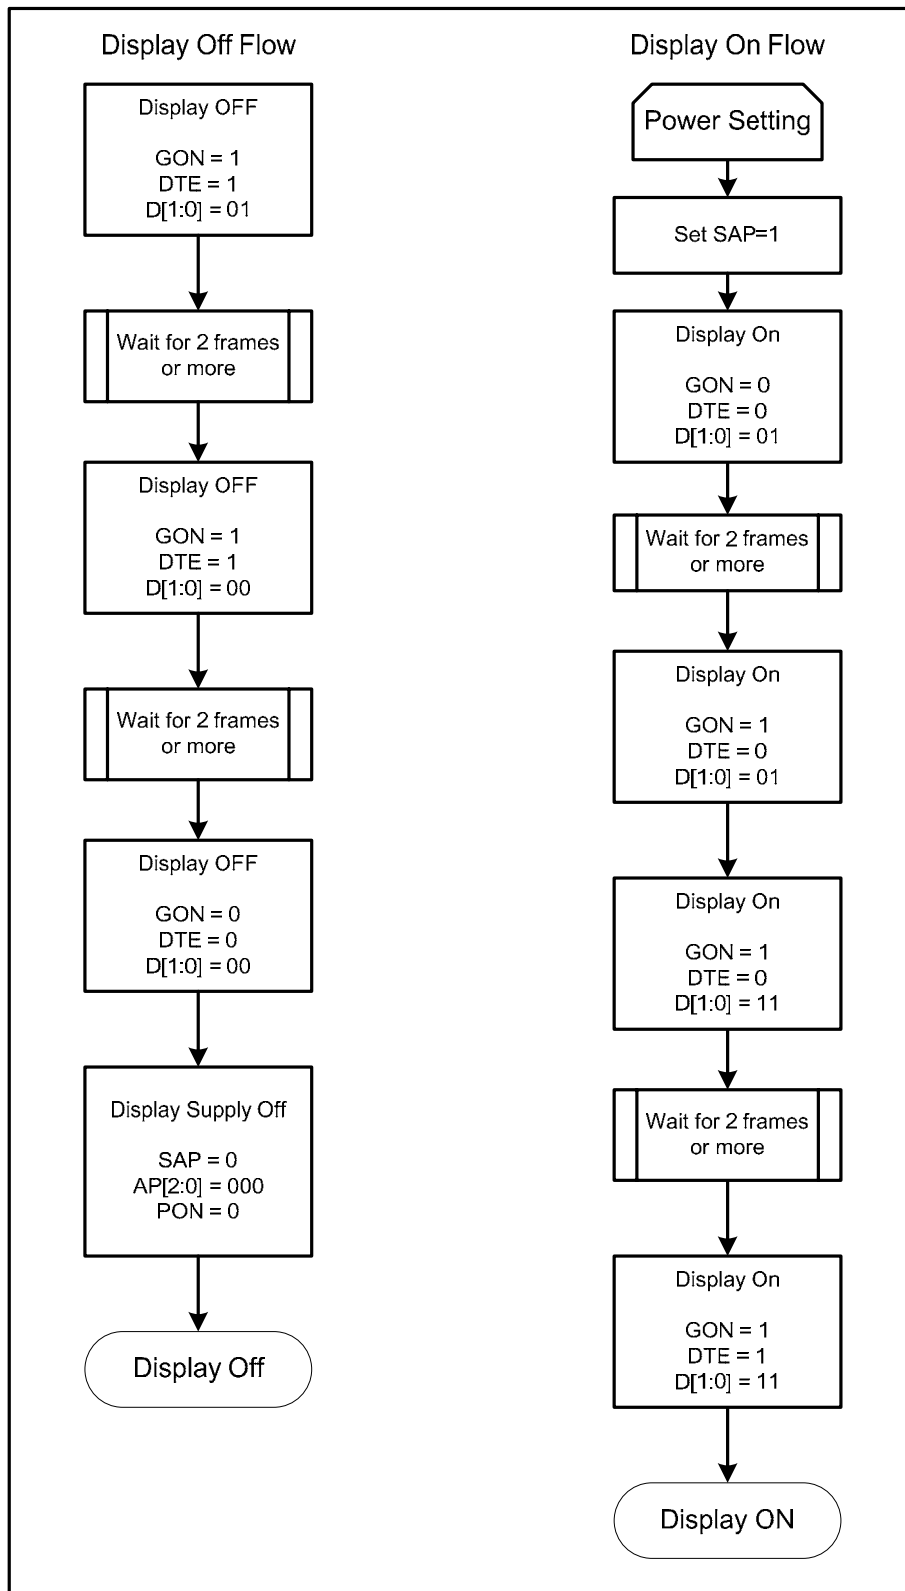 Display Off Flow
Display OFF
GON = 1
DTE = 1
D[1:0] = 01
Wait for 2 frames
or more
Display OFF
GON = 1
DTE = 1
D[1:0] = 00
Wait for 2 frames
or more
Display OFF
GON = 0
DTE = 0
D[1:0] = 00
Display Supply Off
SAP = 0
AP[2:0] = 000
PON = 0
Display Off
Display On Flow
Power Setting
Set SAP=1
Display On
GON = 0
DTE = 0
D[1:0] = 01
Wait for 2 frames
or more
Display On
GON = 1
DTE = 0
D[1:0] = 01
Display On
GON = 1
DTE = 0
D[1:0] = 11
Wait for 2 frames
or more
Display On
GON = 1
DTE = 1
D[1:0] = 11
Display ON